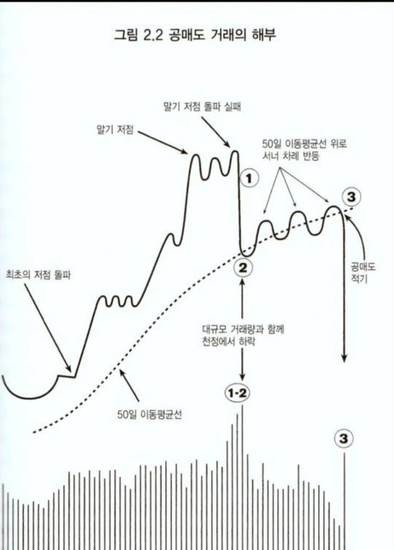 그림 2.2 공매도 거래의 해부
말기 저점 돌파 실패
말기 저점
50일 이동평균선 위로
서너 차례 반등
1
3
2
최초의 저점 돌파
공매도
적기
대규모 거래량과 함께
천정에서 하락
50일 이동평균선
1-2
3